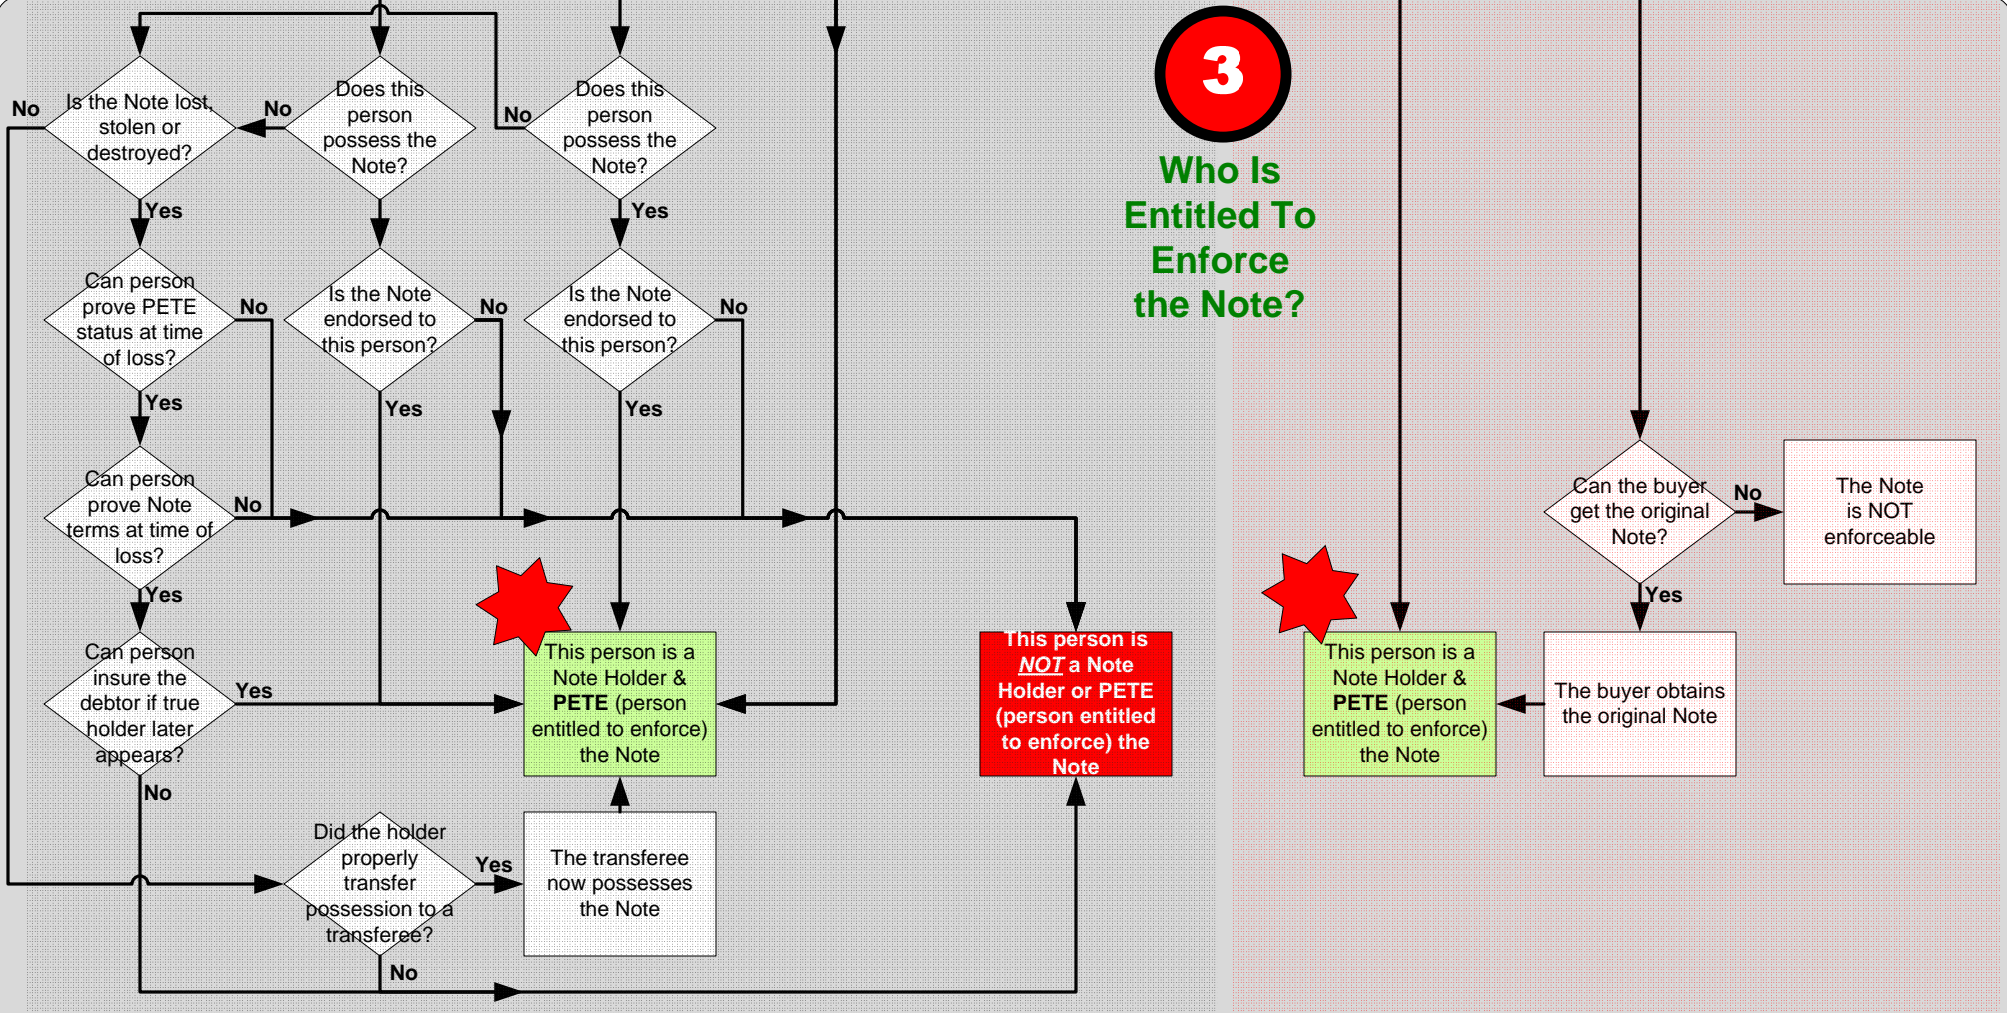 3
Who Is
Entitled To
Enforce
the Note?
No
Is the Note lost,
stolen or
destroyed?
No
Does this
person
possess the
Note?
No
Does this
person
possess the
Note?
Yes
Yes
Can person
prove PETE
status at time
of loss?
No
Is the Note
endorsed to
this person?
No
Is the Note
endorsed to
this person?
No
Yes
Yes
Yes
Can person
prove Note
terms at time of
loss?
No
Can the buyer
get the original
Note?
No
The Note
is NOT
enforceable
Yes
Yes
Can person
insure the
debtor if true
holder later
appears?
Yes
This person is a
Note Holder &
PETE (person
entitled to enforce)
the Note
This person is
NOT a Note
Holder or PETE
(person entitled
to enforce) the
Note
This person is a
Note Holder &
PETE (person
entitled to enforce)
the Note
The buyer obtains
the original Note
No
Did the holder
properly
transfer
possession to a
transferee?
Yes
The transferee
now possesses
the Note
No